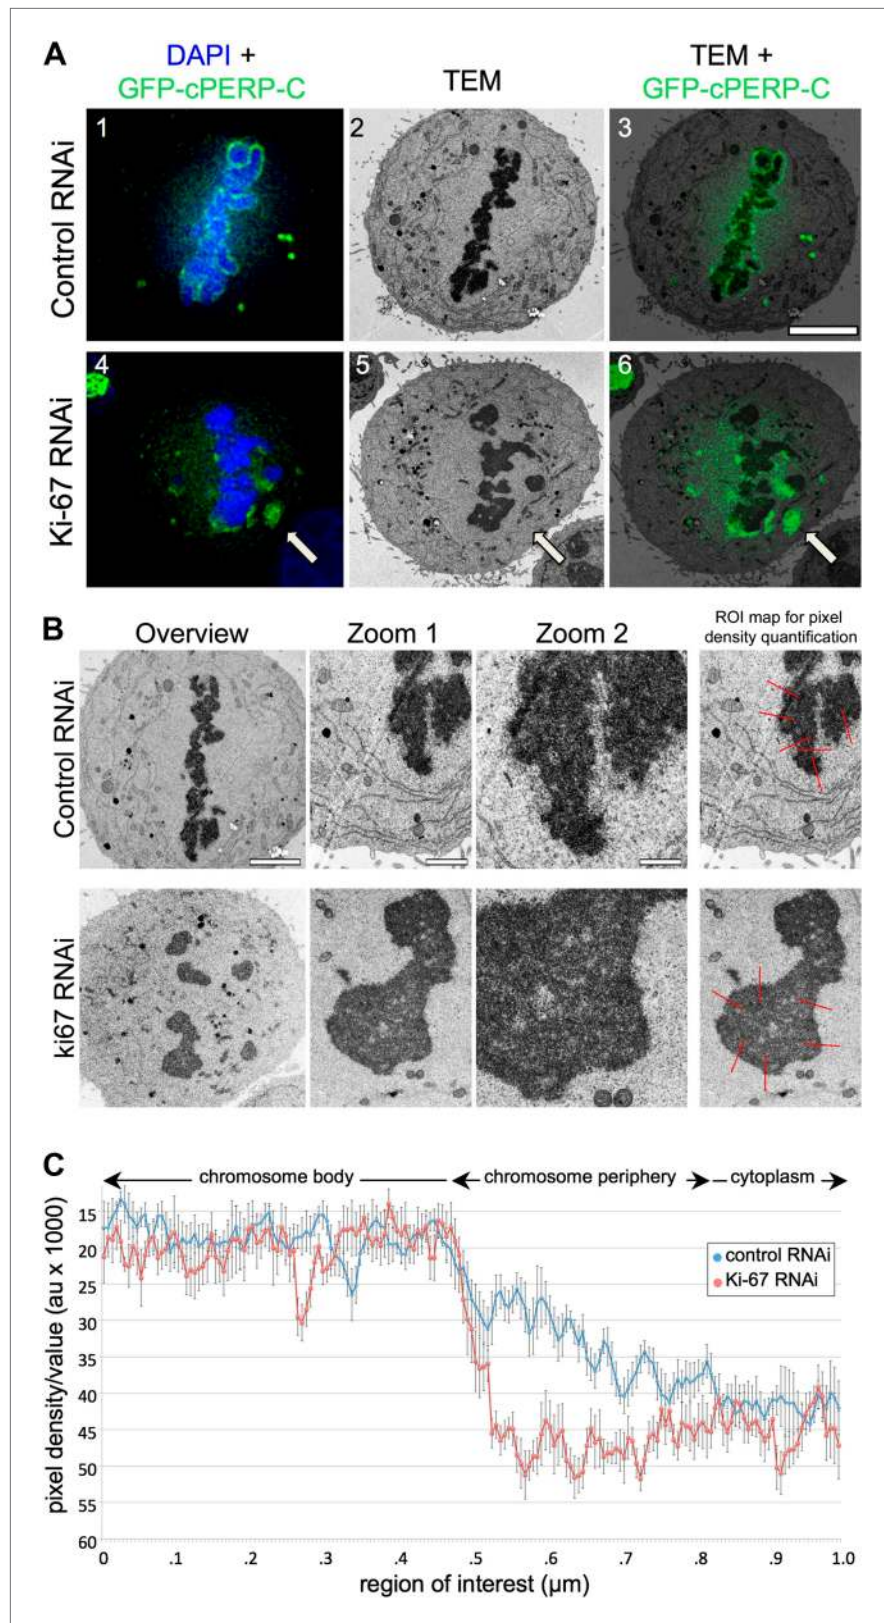 A
DAPI +
GFP-cPERP-C
TEM
TEM +
GFP-cPERP-C
Control RNAi
1
2
3
Ki-67 RNAi
4
5
6
B
Overview
Zoom 1
Zoom 2
ROI map for pixel
density quantification
Control RNAi
ki67 RNAi
C
chromosome body
chromosome periphery
cytoplasm
pixel density/value (au x 1000)
15
20
25
30
35
40
45
50
55
60
control RNAi
Ki-67 RNAi
0 .1 .2 .3 .4 .5 .6 .7 .8 .9 1.0
region of interest (µm)